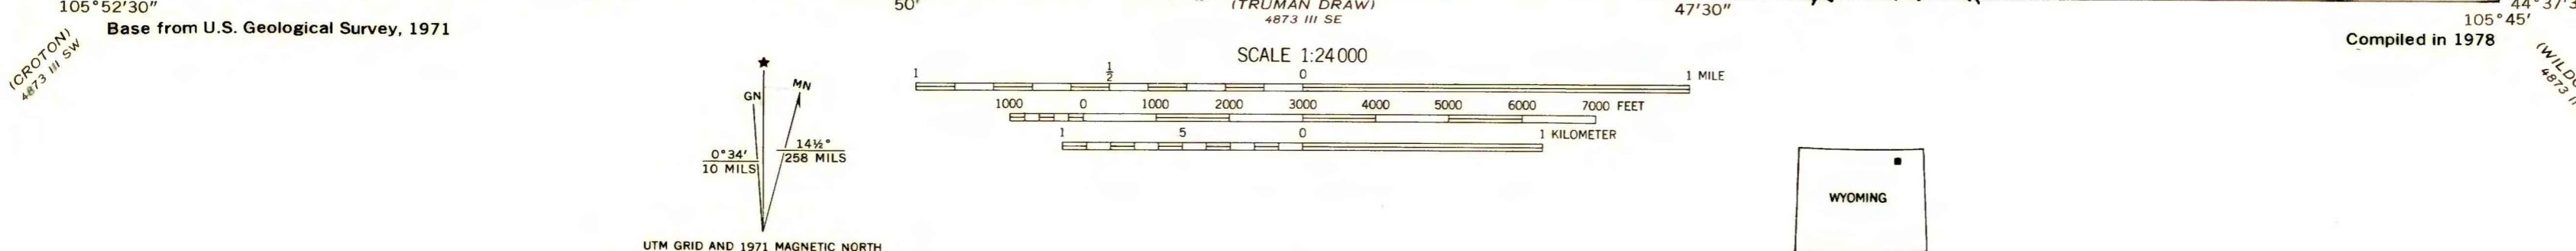 105°52'30"
50'
(TRUMAN DRAW)
4873 III SE
47'30"
105°45'
Base from U.S. Geological Survey, 1971
Compiled in 1978
(CROTON)
4873 III SW
SCALE 1:24 000
1 1/2 0 1 MILE
1000 0 1000 2000 3000 4000 5000 6000 7000 FEET
1 5 0 1 KILOMETER
GN
MN
0°34'
10 MILS
14½°
258 MILS
UTM GRID AND 1971 MAGNETIC NORTH
WYOMING